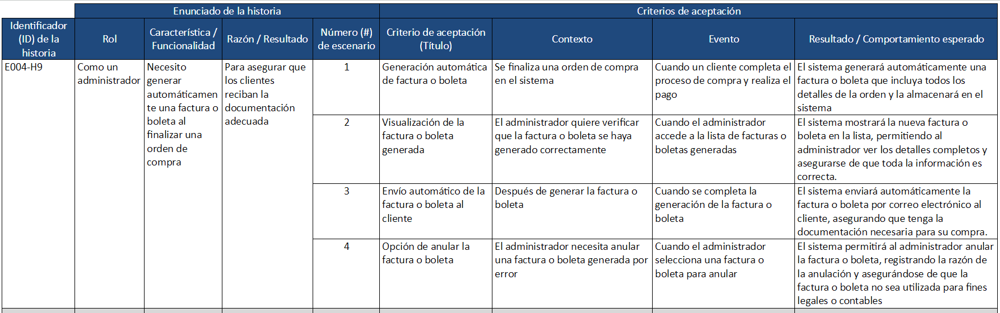 Enunciado de la historia
Criterios de aceptación
Identificador
(ID) de la
historia
Rol
Característica /
Funcionalidad
Razón / Resultado
Número (#)
de escenario
Criterio de aceptación
(Título)
Contexto
Evento
Resultado / Comportamiento esperado
E004-H9
Como un
administrador
Necesito
generar
automáticamen
te una factura o
boleta al
finalizar una
orden de
compra
Para asegurar que
los clientes
reciban la
documentación
adecuada
1
Generación automática
de factura o boleta
Se finaliza una orden de compra
en el sistema
Cuando un cliente completa el
proceso de compra y realiza el
pago
El sistema generará automáticamente una
factura o boleta que incluya todos los
detalles de la orden y la almacenará en el
sistema
2
Visualización de la
factura o boleta
generada
El administrador quiere verificar
que la factura o boleta se haya
generado correctamente
Cuando el administrador
accede a la lista de facturas o
boletas generadas
El sistema mostrará la nueva factura o
boleta en la lista, permitiendo al
administrador ver los detalles completos y
asegurarse de que toda la información es
correcta.
3
Envío automático de la
factura o boleta al
cliente
Después de generar la factura o
boleta
Cuando se completa la
generación de la factura o
boleta
El sistema enviará automáticamente la
factura o boleta por correo electrónico al
cliente, asegurando que tenga la
documentación necesaria para su compra.
4
Opción de anular la
factura o boleta
El administrador necesita anular
una factura o boleta generada por
error
Cuando el administrador
selecciona una factura o
boleta para anular
El sistema permitirá al administrador anular
la factura o boleta, registrando la razón de
la anulación y asegurándose de que la
factura o boleta no sea utilizada para fines
legales o contables